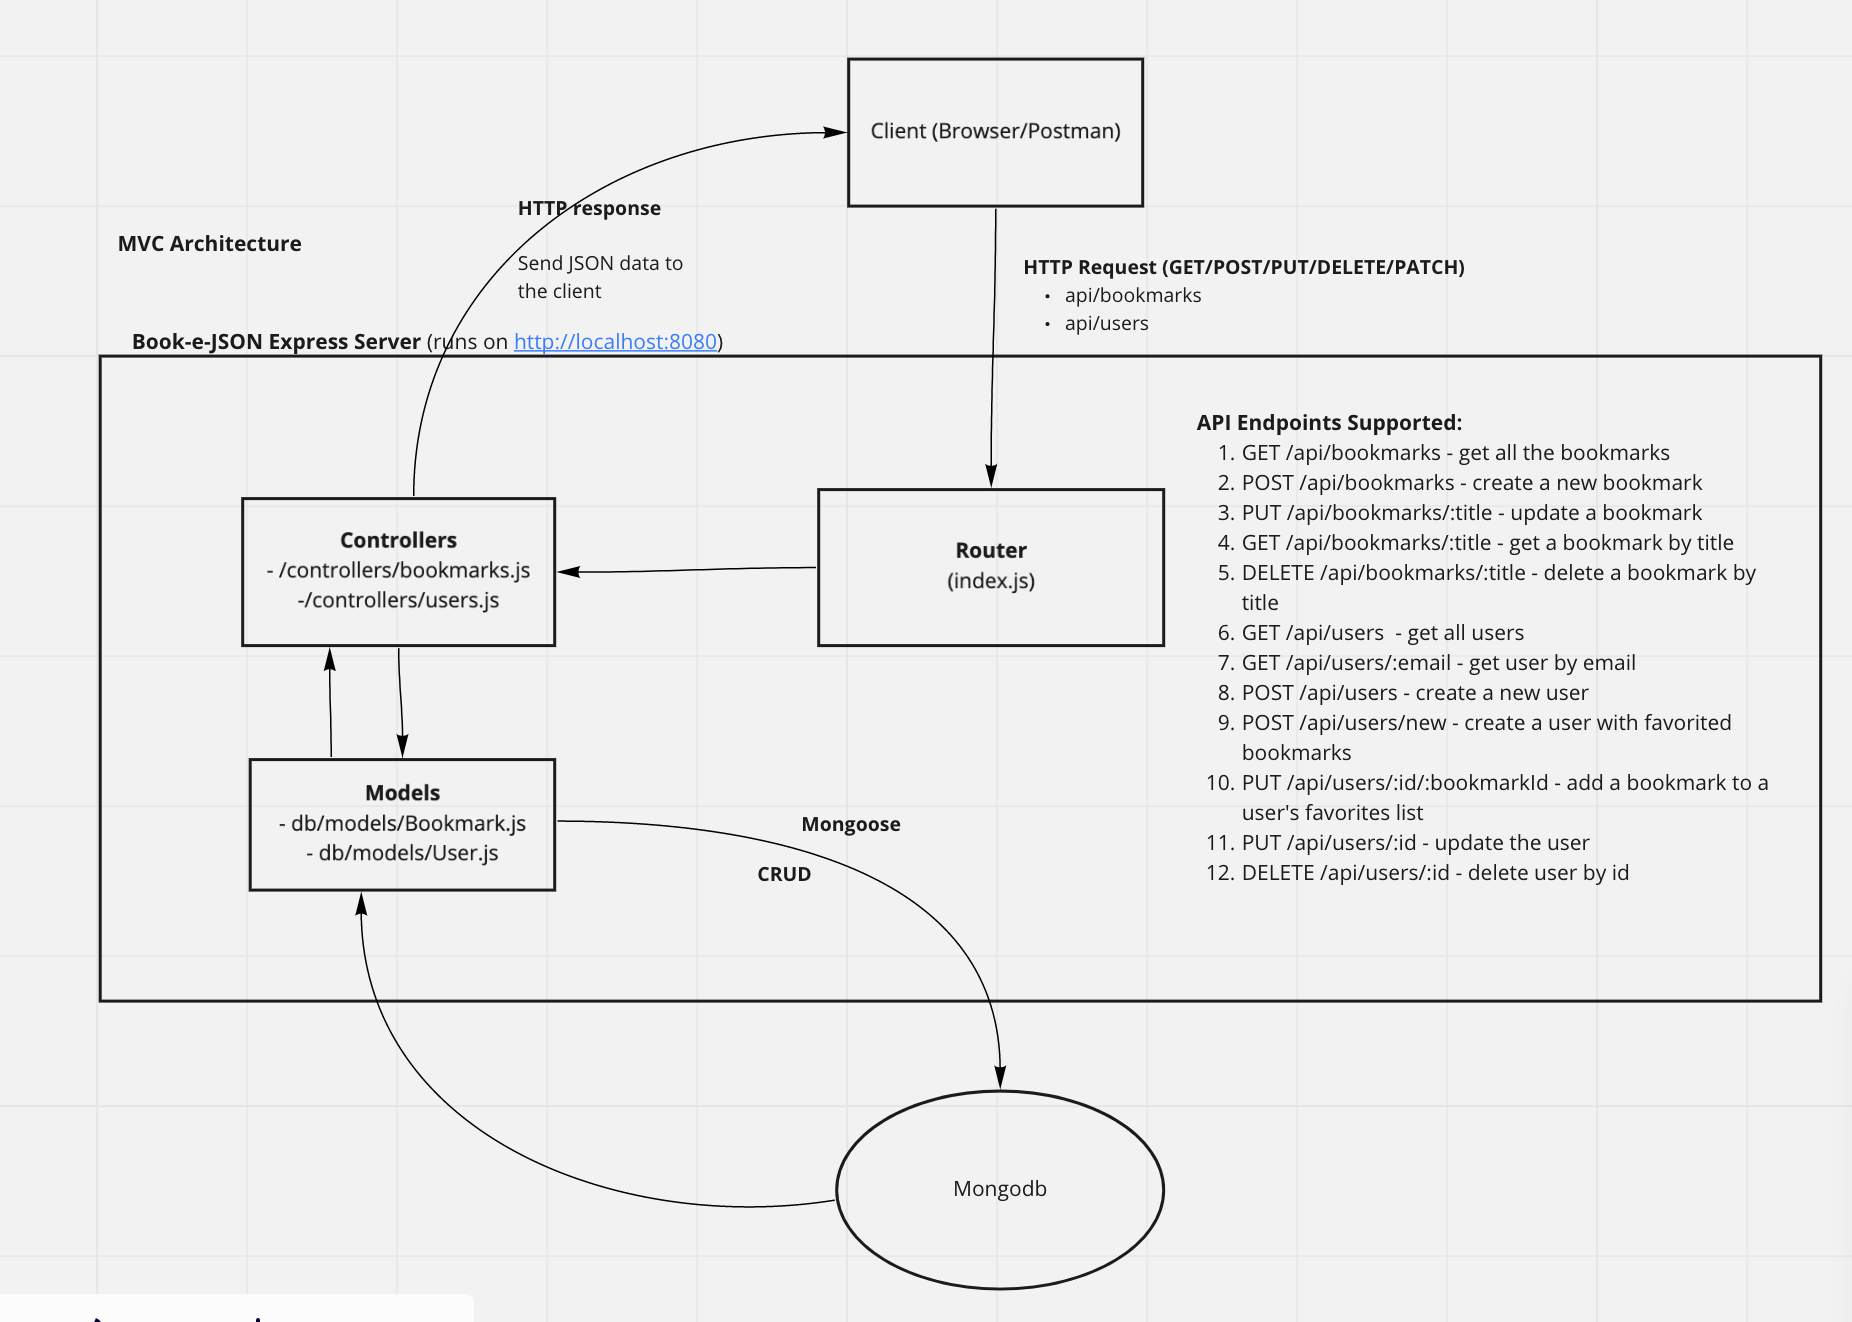 Client (Browser/Postman)
HTTP response
MVC Architecture
Send JSON data to
the client
HTTP Request (GET/POST/PUT/DELETE/PATCH)
• api/bookmarks
• api/users
Book-e-JSON Express Server (runs on http://localhost:8080)
API Endpoints Supported:
1. GET /api/bookmarks - get all the bookmarks
2. POST /api/bookmarks - create a new bookmark
3. PUT /api/bookmarks/:title - update a bookmark
4. GET /api/bookmarks/:title - get a bookmark by title
5. DELETE /api/bookmarks/:title - delete a bookmark by
title
6. GET /api/users  - get all users
7. GET /api/users/:email - get user by email
8. POST /api/users - create a new user
9. POST /api/users/new - create a user with favorited
bookmarks
10. PUT /api/users/:id/:bookmarkId - add a bookmark to a
user's favorites list
11. PUT /api/users/:id - update the user
12. DELETE /api/users/:id - delete user by id
Controllers
- /controllers/bookmarks.js
-/controllers/users.js
Router
(index.js)
Models
- db/models/Bookmark.js
- db/models/User.js
Mongoose
CRUD
Mongodb